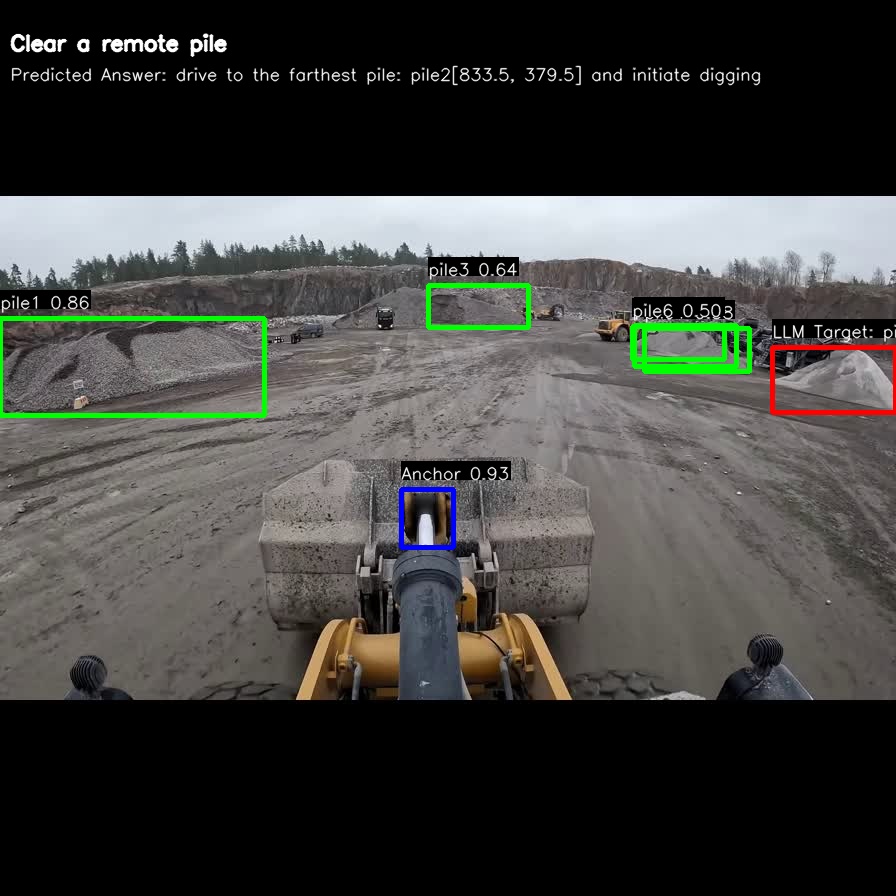 Clear a remote pile
Predicted Answer: drive to the farthest pile: pile2[833.5, 379.5] and initiate digging
pile3 0.64
pile1 0.86
pile6 0.50
LLM Target: pi
Anchor 0.93